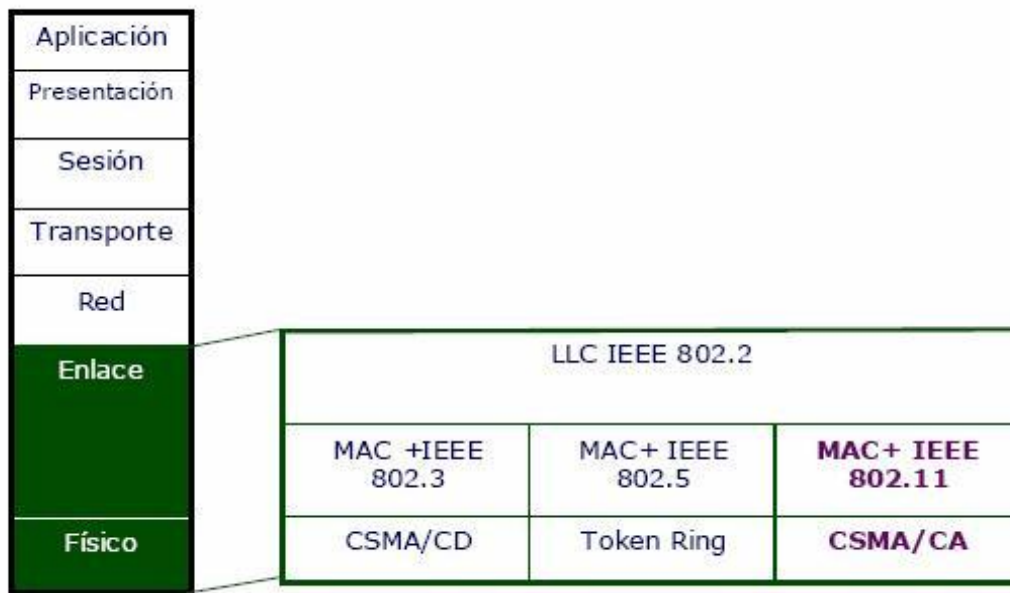 Aplicación
Presentación
Sesión
Transporte
Red
Enlace
Físico
LLC IEEE 802.2
MAC +IEEE
802.3
MAC+ IEEE
802.5
MAC+ IEEE
802.11
CSMA/CD
Token Ring
CSMA/CA